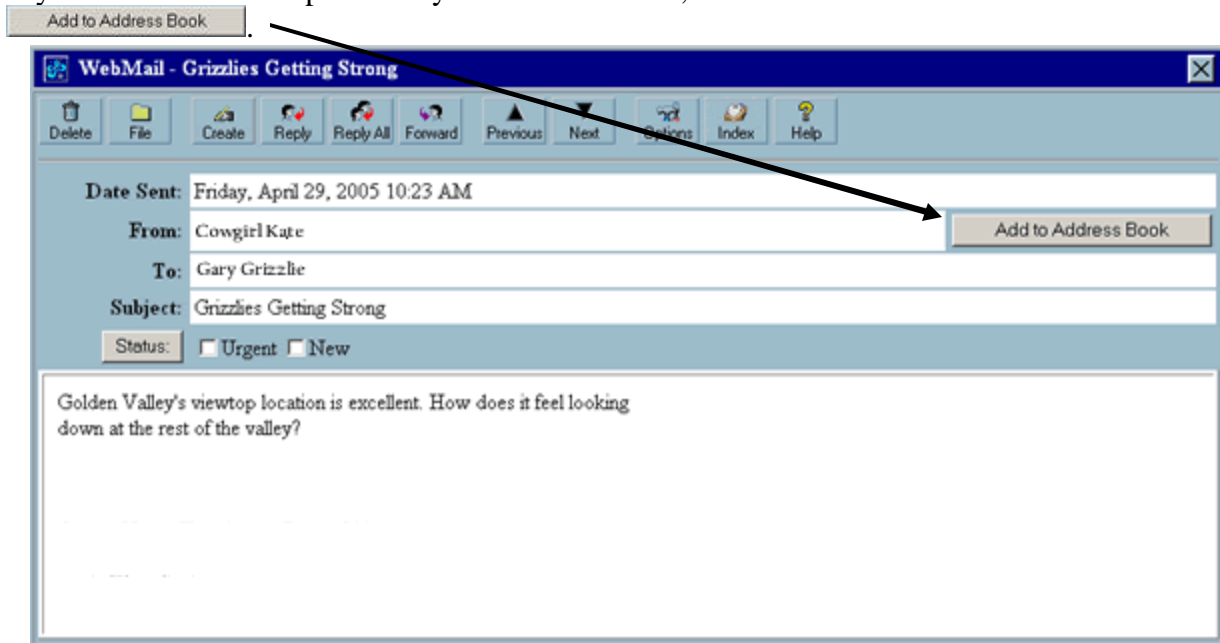 Add to Address Book.
WebMail - Grizzlies Getting Strong
Delete File Create Reply Reply All Forward Previous Next Options Index Help
Date Sent: Friday, April 29, 2005 10:23 AM
From: Cowgirl Kate Add to Address Book
To: Gary Grizzlie
Subject: Grizzlies Getting Strong
Status: Urgent New
Golden Valley's viewtop location is excellent. How does it feel looking
down at the rest of the valley?